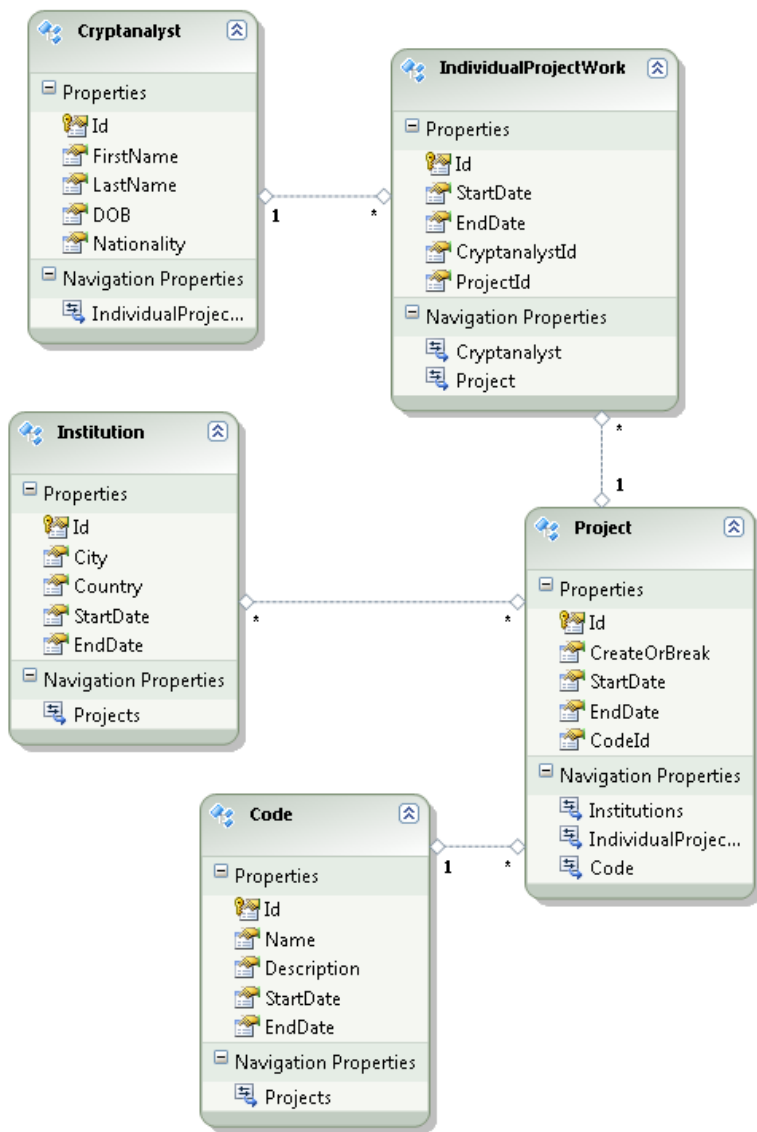 Cryptanalyst
Properties
Id
FirstName
LastName
DOB
Nationality
Navigation Properties
IndividualProjec...
1
*
IndividualProjectWork
Properties
Id
StartDate
EndDate
CryptanalystId
ProjectId
Navigation Properties
Cryptanalyst
Project
*
1
Institution
Properties
Id
City
Country
StartDate
EndDate
Navigation Properties
Projects
*
*
Project
Properties
Id
CreateOrBreak
StartDate
EndDate
CodeId
Navigation Properties
Institutions
IndividualProjec...
Code
Code
Properties
Id
Name
Description
StartDate
EndDate
Navigation Properties
Projects
1
*